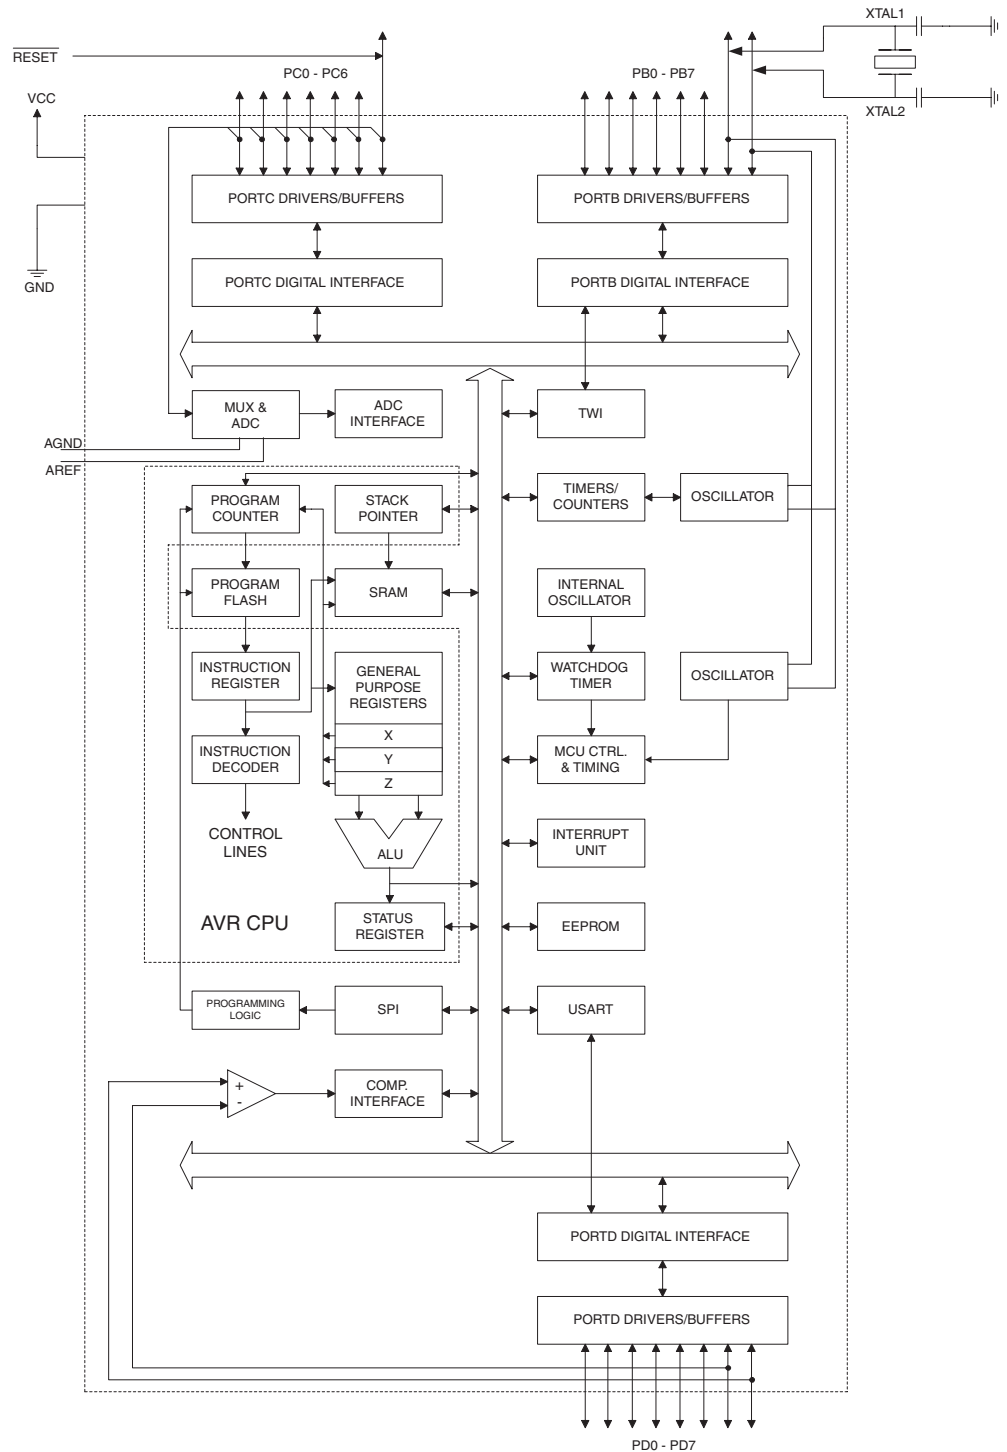 XTAL1
RESET
PC0 - PC6
PB0 - PB7
VCC
XTAL2
PORTC DRIVERS/BUFFERS
PORTB DRIVERS/BUFFERS
PORTC DIGITAL INTERFACE
PORTB DIGITAL INTERFACE
GND
MUX &
ADC
ADC
INTERFACE
TWI
AGND
AREF
PROGRAM
COUNTER
STACK
POINTER
TIMERS/
COUNTERS
OSCILLATOR
PROGRAM
FLASH
SRAM
INTERNAL
OSCILLATOR
INSTRUCTION
REGISTER
GENERAL
PURPOSE
REGISTERS
WATCHDOG
TIMER
OSCILLATOR
X
INSTRUCTION
DECODER
Y
Z
MCU CTRL.
& TIMING
CONTROL
LINES
ALU
INTERRUPT
UNIT
AVR CPU
STATUS
REGISTER
EEPROM
PROGRAMMING
LOGIC
SPI
USART
+
-
COMP.
INTERFACE
PORTD DIGITAL INTERFACE
PORTD DRIVERS/BUFFERS
PD0 - PD7